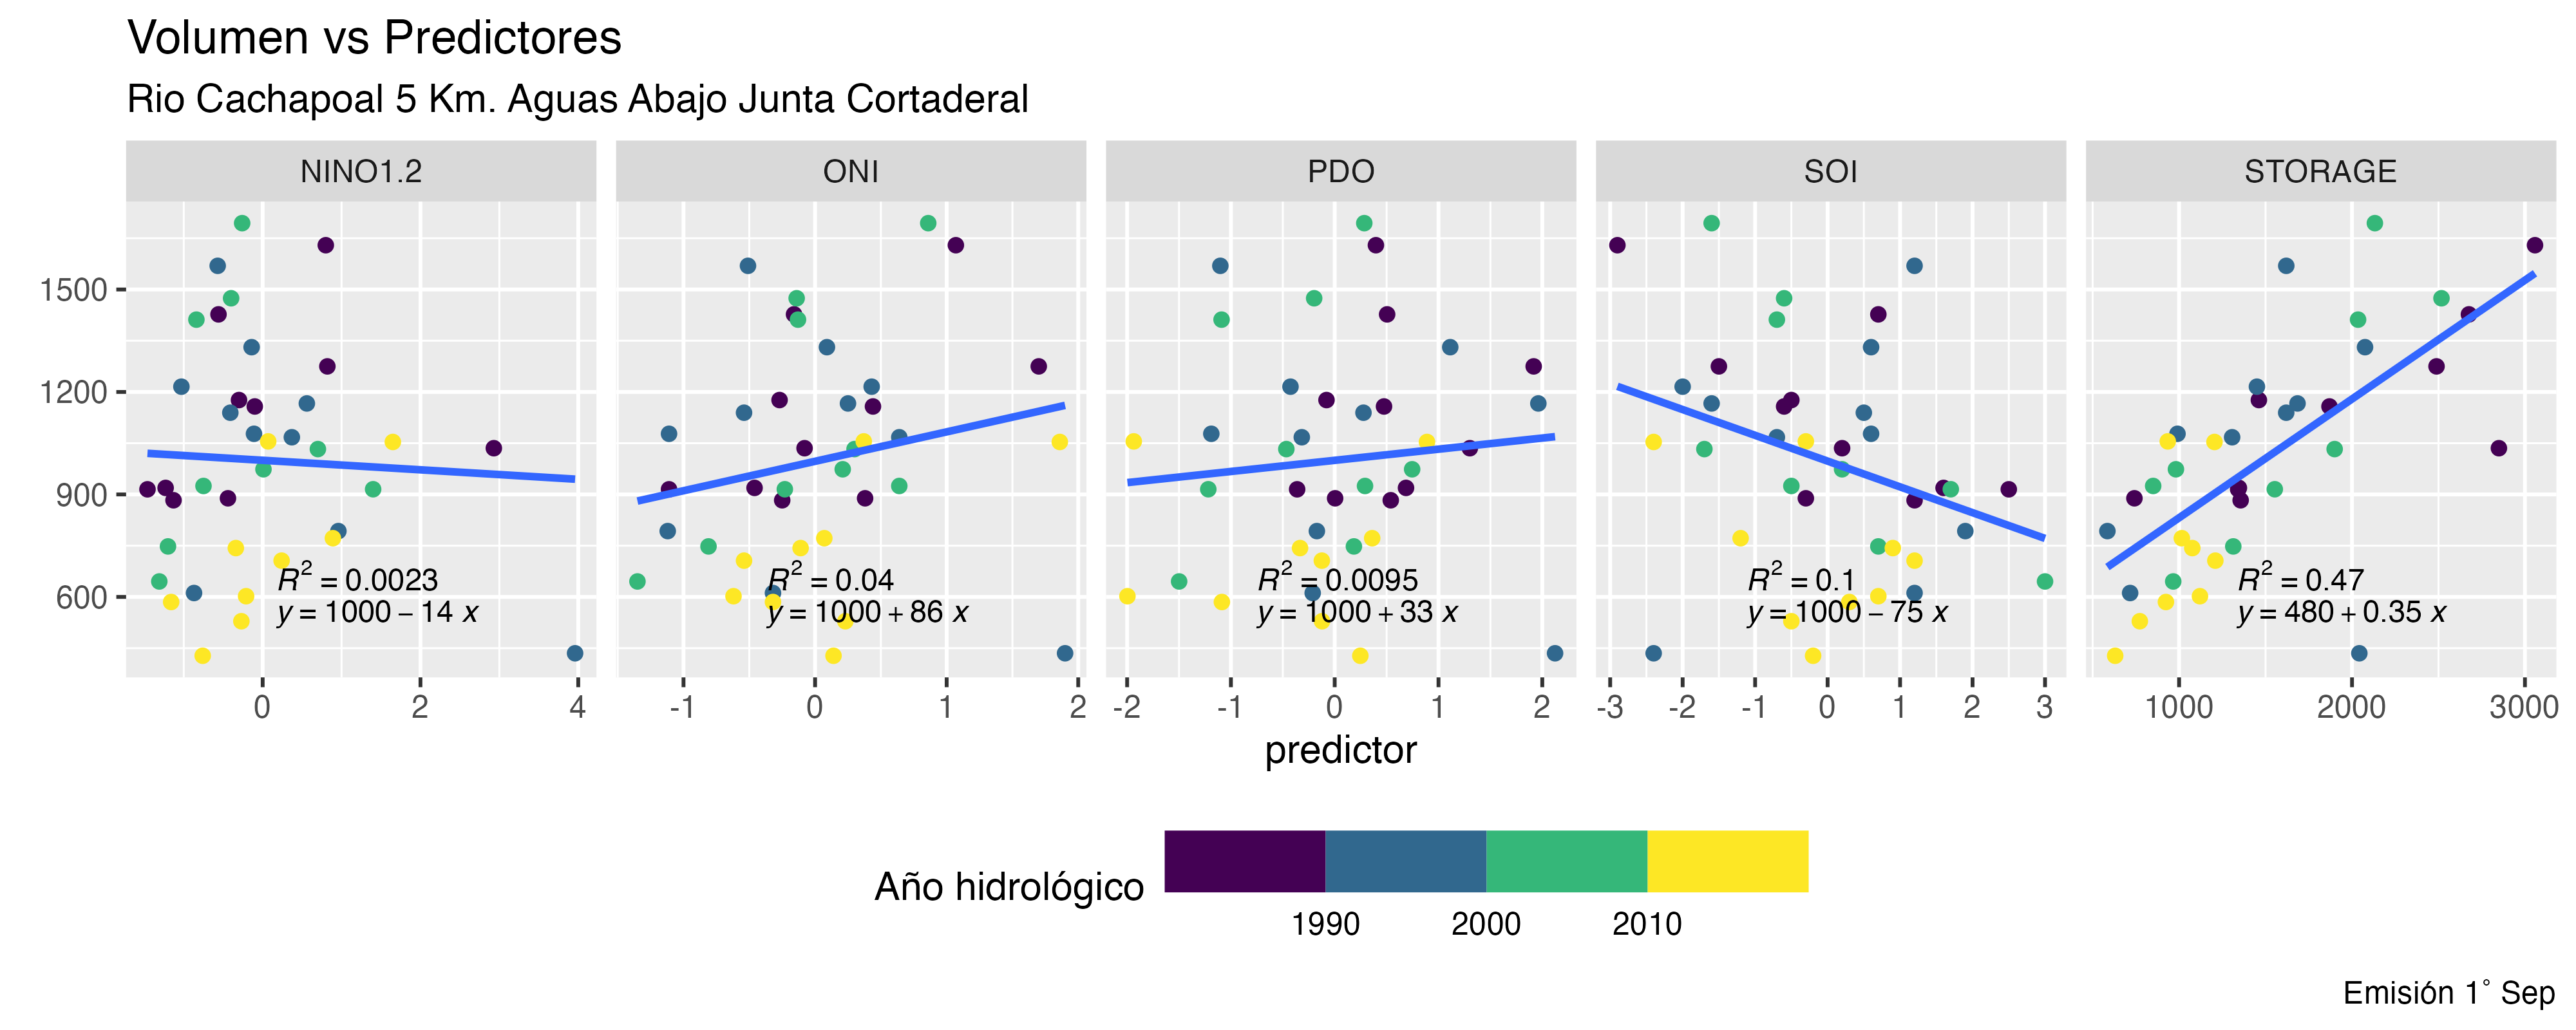 Volumen vs Predictores
Rio Cachapoal 5 Km. Aguas Abajo Junta Cortaderal
NINO1.2 ONI PDO SOI STORAGE
1500
1200
900
600
R² = 0.0023
y = 1000 − 14 x
R² = 0.04
y = 1000 + 86 x
R² = 0.0095
y = 1000 + 33 x
R² = 0.1
y = 1000 − 75 x
R² = 0.47
y = 480 + 0.35 x
0 2 4 -1 0 1 2 -2 -1 0 1 2 -3 -2 -1 0 1 2 3 1000 2000 3000
predictor
Año hidrológico
1990 2000 2010
Emisión 1° Sep